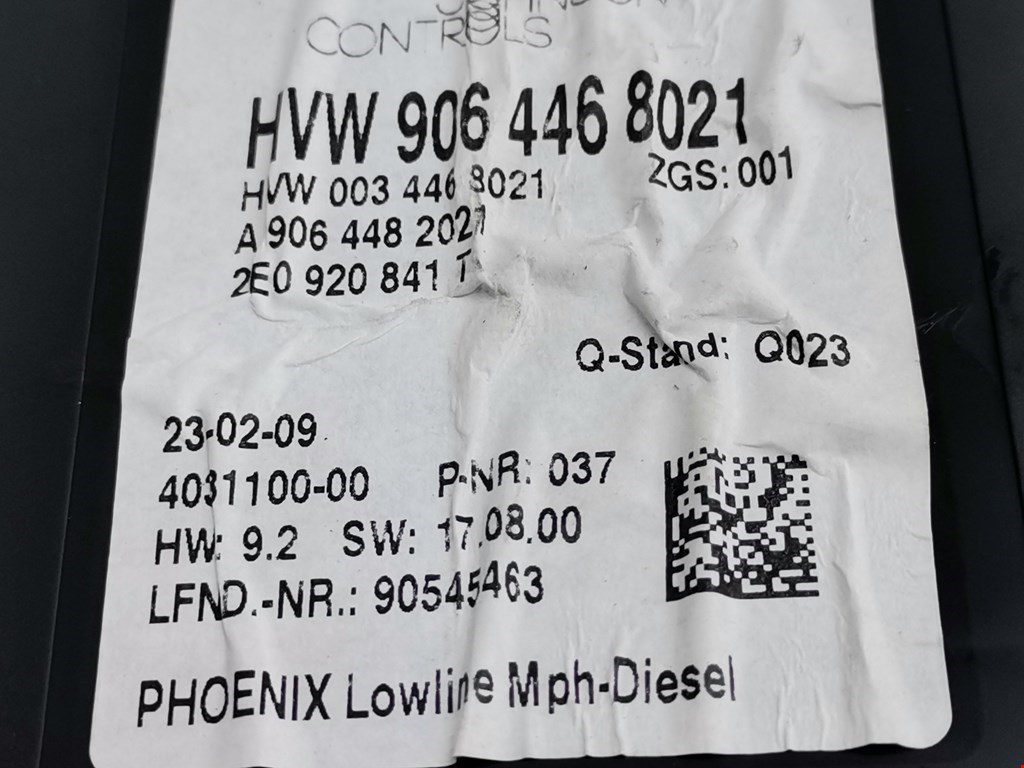 JOHNSON
CONTROLS
HVW 906 446 8021
HVW 003 446 8021 ZGS: 001
A 906 448 2021
2E0 920 841 T
Q-Stand: Q023
23-02-09
4031100-00 P-NR: 037
HW: 9.2 SW: 17.08.00
LFND.-NR.: 90545463
PHOENIX Lowline Mph-Diesel